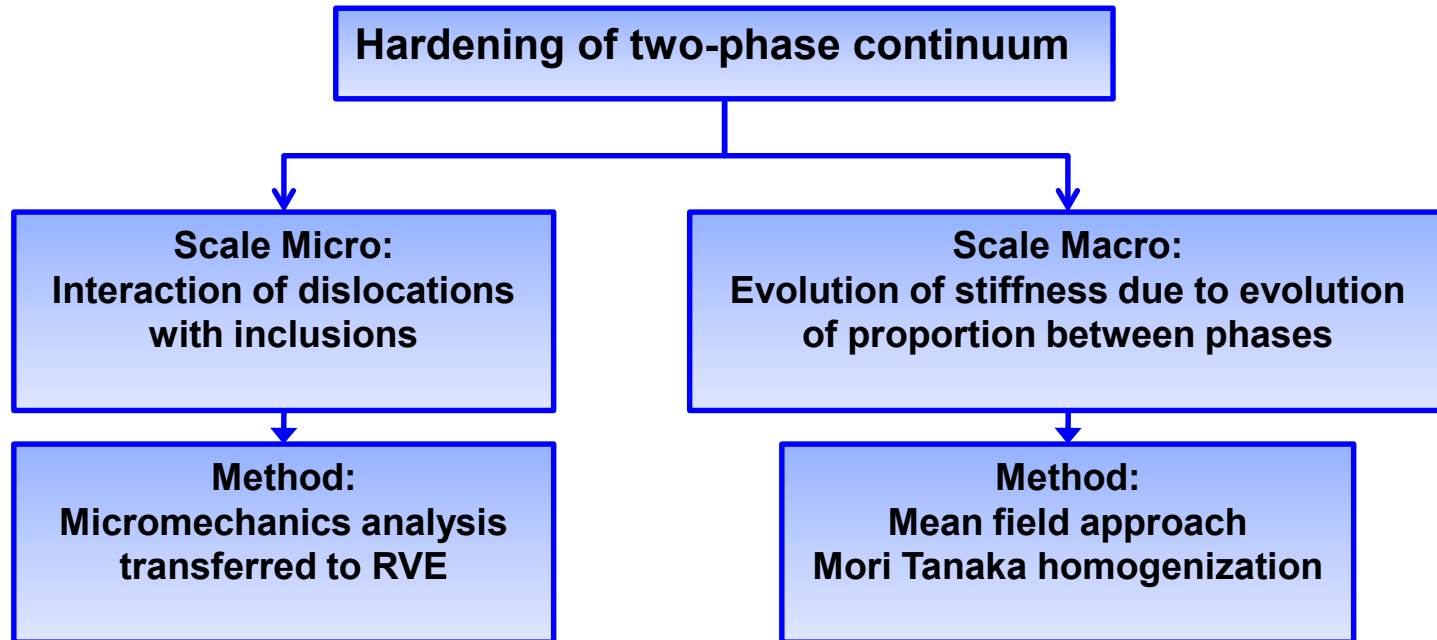 Hardening of two-phase continuum
Scale Micro:
Interaction of dislocations
with inclusions
Scale Macro:
Evolution of stiffness due to evolution
of proportion between phases
Method:
Micromechanics analysis
transferred to RVE
Method:
Mean field approach
Mori Tanaka homogenization